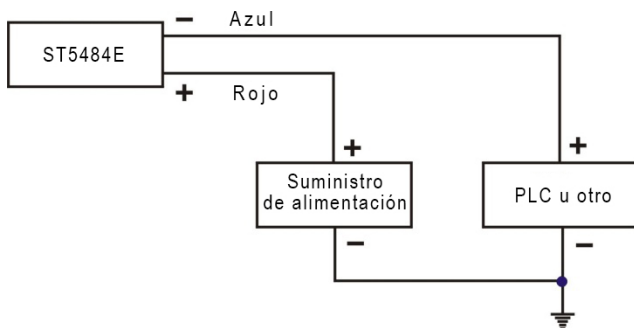 − Azul
ST5484E
+ Rojo
+
+
Suministro
de alimentación
PLC u otro
−
−